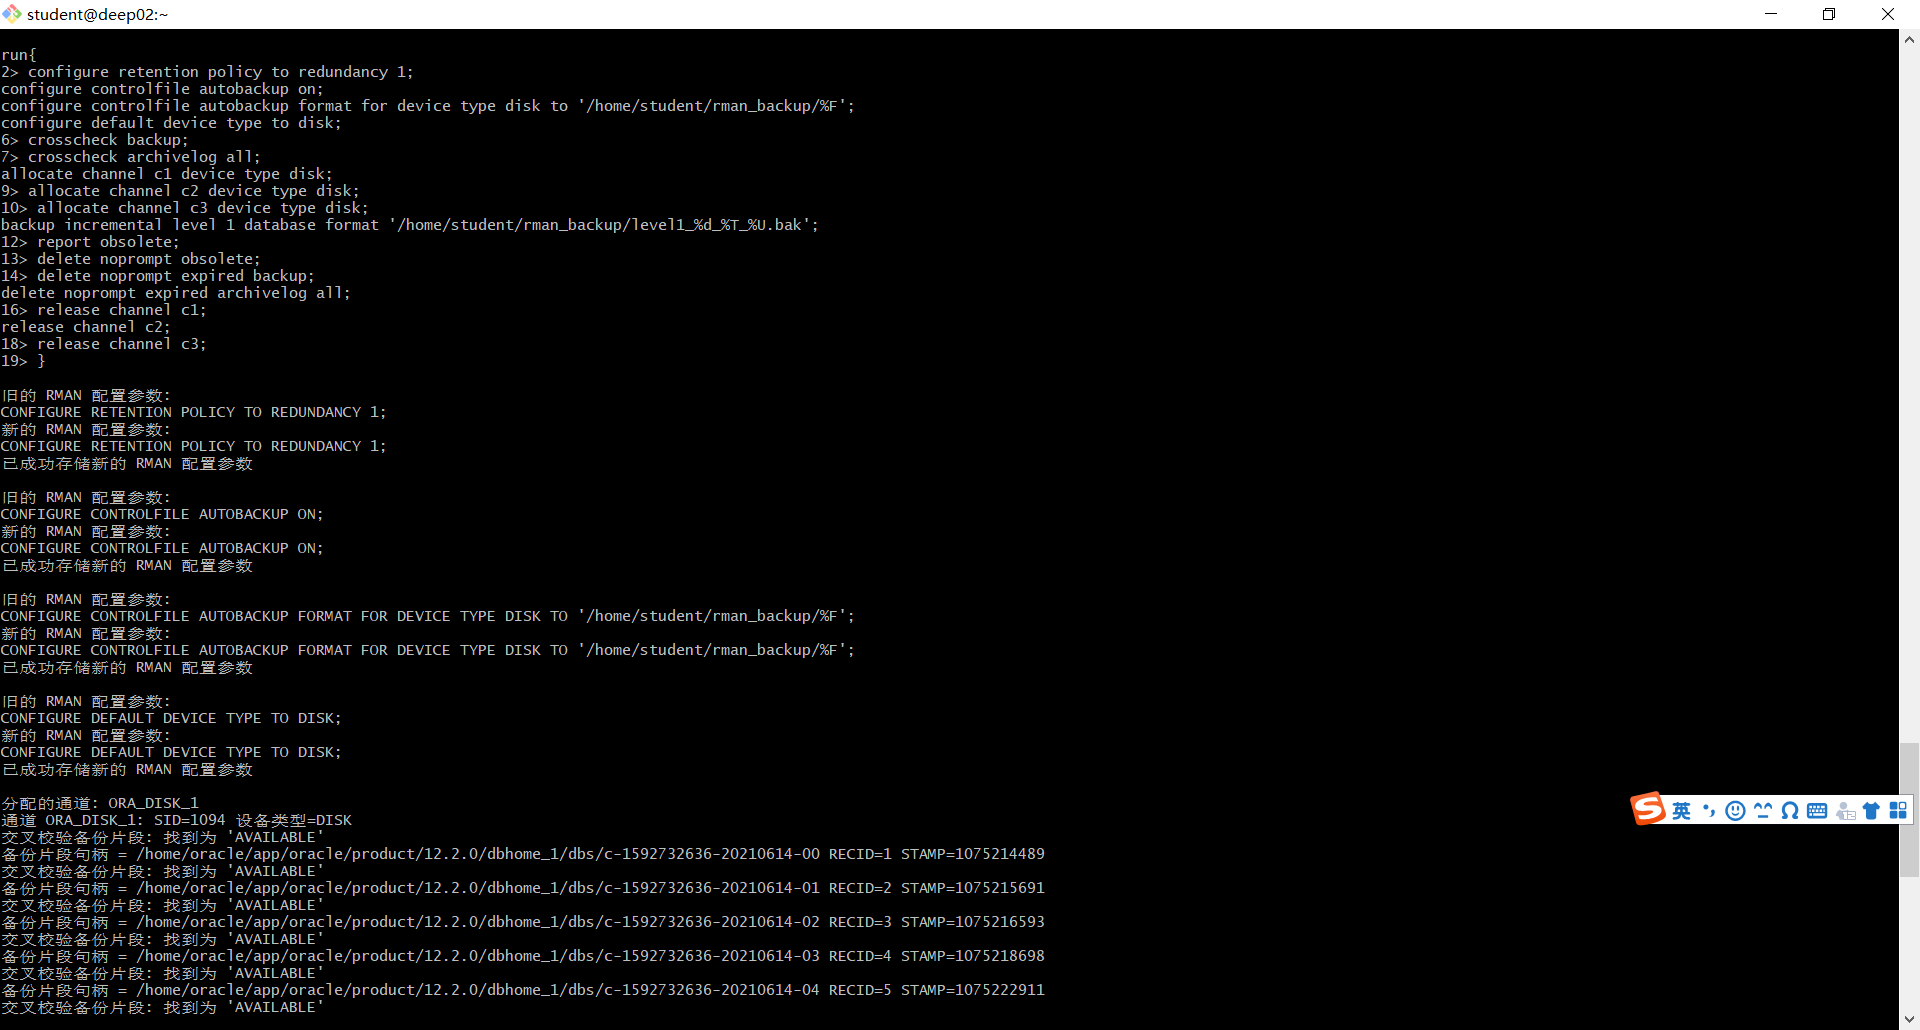 student@deep02:~
run{
2> configure retention policy to redundancy 1;
configure controlfile autobackup on;
configure controlfile autobackup format for device type disk to '/home/student/rman_backup/%F';
configure default device type to disk;
6> crosscheck backup;
7> crosscheck archivelog all;
allocate channel c1 device type disk;
9> allocate channel c2 device type disk;
10> allocate channel c3 device type disk;
backup incremental level 1 database format '/home/student/rman_backup/level1_%d_%T_%U.bak';
12> report obsolete;
13> delete noprompt obsolete;
14> delete noprompt expired backup;
delete noprompt expired archivelog all;
16> release channel c1;
release channel c2;
18> release channel c3;
19> }
旧的 RMAN 配置参数:
CONFIGURE RETENTION POLICY TO REDUNDANCY 1;
新的 RMAN 配置参数:
CONFIGURE RETENTION POLICY TO REDUNDANCY 1;
已成功存储新的 RMAN 配置参数
旧的 RMAN 配置参数:
CONFIGURE CONTROLFILE AUTOBACKUP ON;
新的 RMAN 配置参数:
CONFIGURE CONTROLFILE AUTOBACKUP ON;
已成功存储新的 RMAN 配置参数
旧的 RMAN 配置参数:
CONFIGURE CONTROLFILE AUTOBACKUP FORMAT FOR DEVICE TYPE DISK TO '/home/student/rman_backup/%F';
新的 RMAN 配置参数:
CONFIGURE CONTROLFILE AUTOBACKUP FORMAT FOR DEVICE TYPE DISK TO '/home/student/rman_backup/%F';
已成功存储新的 RMAN 配置参数
旧的 RMAN 配置参数:
CONFIGURE DEFAULT DEVICE TYPE TO DISK;
新的 RMAN 配置参数:
CONFIGURE DEFAULT DEVICE TYPE TO DISK;
已成功存储新的 RMAN 配置参数
分配的通道: ORA_DISK_1
通道 ORA_DISK_1: SID=1094 设备类型=DISK
交叉校验备份片段: 找到为 'AVAILABLE'
备份片段句柄 = /home/oracle/app/oracle/product/12.2.0/dbhome_1/dbs/c-1592732636-20210614-00 RECID=1 STAMP=1075214489
交叉校验备份片段: 找到为 'AVAILABLE'
备份片段句柄 = /home/oracle/app/oracle/product/12.2.0/dbhome_1/dbs/c-1592732636-20210614-01 RECID=2 STAMP=1075215691
交叉校验备份片段: 找到为 'AVAILABLE'
备份片段句柄 = /home/oracle/app/oracle/product/12.2.0/dbhome_1/dbs/c-1592732636-20210614-02 RECID=3 STAMP=1075216593
交叉校验备份片段: 找到为 'AVAILABLE'
备份片段句柄 = /home/oracle/app/oracle/product/12.2.0/dbhome_1/dbs/c-1592732636-20210614-03 RECID=4 STAMP=1075218698
交叉校验备份片段: 找到为 'AVAILABLE'
备份片段句柄 = /home/oracle/app/oracle/product/12.2.0/dbhome_1/dbs/c-1592732636-20210614-04 RECID=5 STAMP=1075222911
交叉校验备份片段: 找到为 'AVAILABLE'
英